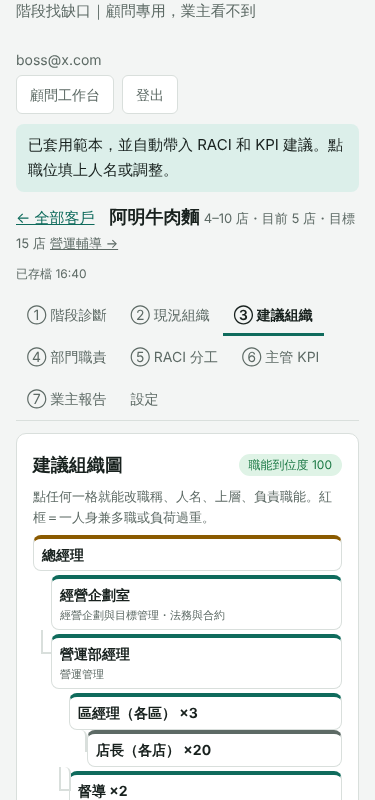 階段找缺口｜顧問專用，業主看不到
boss@x.com
顧問工作台 登出
已套用範本，並自動帶入 RACI 和 KPI 建議。點
職位填上人名或調整。
← 全部客戶 阿明牛肉麵 4–10 店・目前 5 店・目標
15 店 營運輔導 →
已存檔 16:40
① 階段診斷 ② 現況組織 ③ 建議組織
④ 部門職責 ⑤ RACI 分工 ⑥ 主管 KPI
⑦ 業主報告 設定
建議組織圖 職能到位度 100
點任何一格就能改職稱、人名、上層、負責職能。紅
框＝一人身兼多職或負荷過重。
總經理
經營企劃室
經營企劃與目標管理・法務與合約
營運部經理
營運管理
區經理（各區） ×3
店長（各店） ×20
督導 ×2